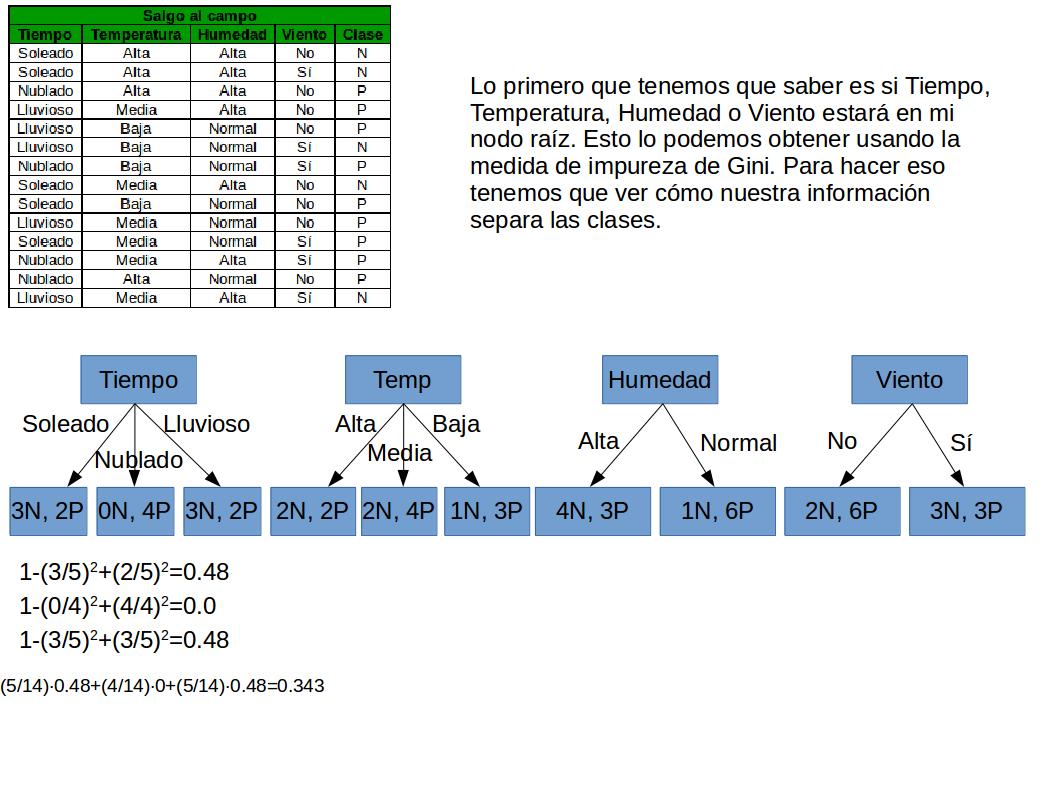 Salgo al campo
Tiempo Temperatura Humedad Viento Clase
Soleado Alta Alta No N
Soleado Alta Alta Sí N
Nublado Alta Alta No P
Lluvioso Media Alta No P
Lluvioso Baja Normal No P
Lluvioso Baja Normal Sí N
Nublado Baja Normal Sí P
Soleado Media Alta No N
Soleado Baja Normal No P
Lluvioso Media Normal No P
Soleado Media Normal Sí P
Nublado Media Alta Sí P
Nublado Alta Normal No P
Lluvioso Media Alta Sí N
Lo primero que tenemos que saber es si Tiempo,
Temperatura, Humedad o Viento estará en mi
nodo raíz. Esto lo podemos obtener usando la
medida de impureza de Gini. Para hacer eso
tenemos que ver cómo nuestra información
separa las clases.
Tiempo Temp Humedad Viento
Soleado Lluvioso Alta Baja
Alta Normal No Sí
Nublado Media
3N, 2P 0N, 4P 3N, 2P 2N, 2P 2N, 4P 1N, 3P 4N, 3P 1N, 6P 2N, 6P 3N, 3P
1-(3/5)²+(2/5)²=0.48
1-(0/4)²+(4/4)²=0.0
1-(3/5)²+(3/5)²=0.48
(5/14)·0.48+(4/14)·0+(5/14)·0.48=0.343